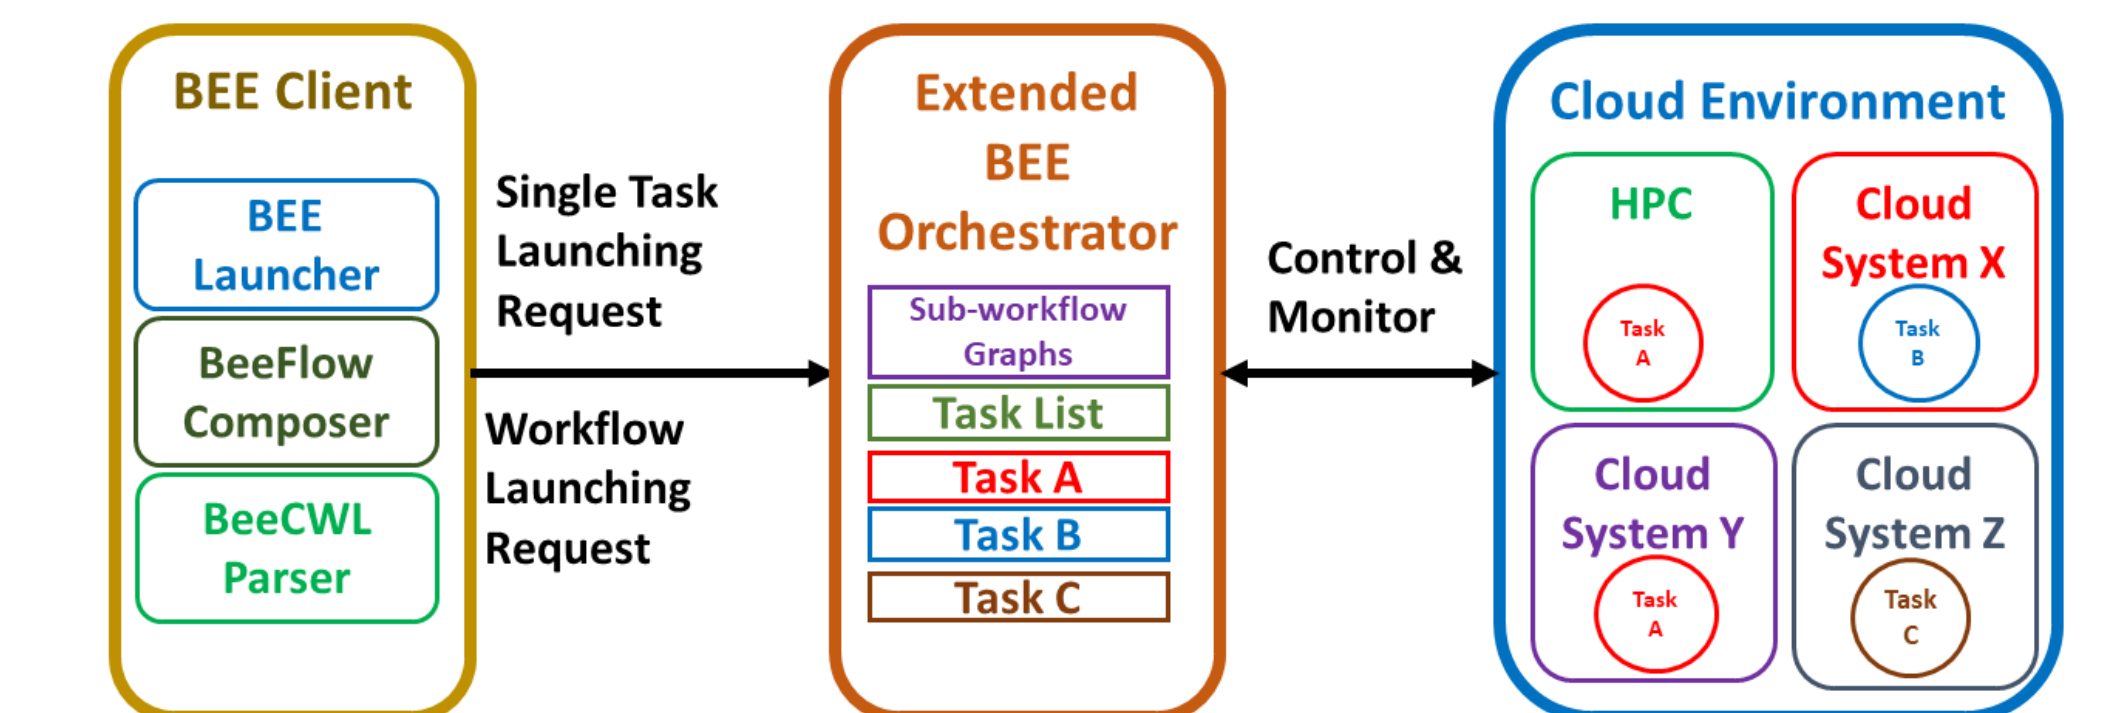 BEE Client
BEE
Launcher
BeeFlow
Composer
BeeCWL
Parser
Single Task
Launching
Request
Workflow
Launching
Request
Extended
BEE
Orchestrator
Sub-workflow
Graphs
Task List
Task A
Task B
Task C
Control &
Monitor
Cloud Environment
HPC
Task
A
Cloud
System X
Task
B
Cloud
System Y
Task
A
Cloud
System Z
Task
C